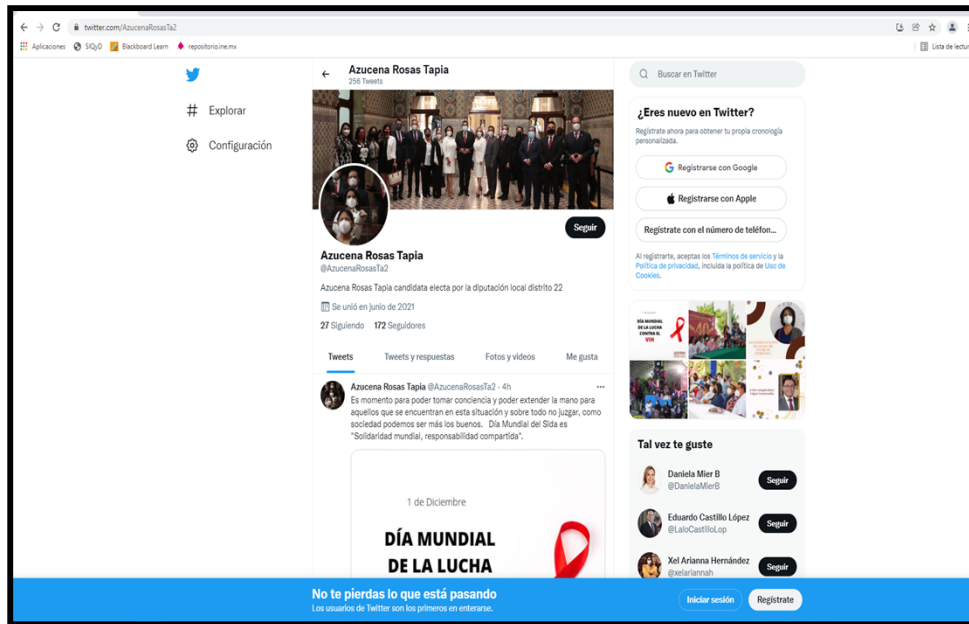 twitter.com/AzucenaRosasTa2
Aplicaciones SIQyD Blackboard Learn repositorio.ine.mx
Lista de lectur
Explorar
Configuración
Azucena Rosas Tapia
256 Tweets
Seguir
Azucena Rosas Tapia
@AzucenaRosasTa2
Azucena Rosas Tapia candidata electa por la diputación local distrito 22
Se unió en junio de 2021
27 Siguiendo 172 Seguidores
Tweets Tweets y respuestas Fotos y videos Me gusta
Azucena Rosas Tapia @AzucenaRosasTa2 · 4h
Es momento para poder tomar conciencia y poder extender la mano para
aquellos que se encuentran en esta situación y sobre todo no juzgar, como
sociedad podemos ser más los buenos. Día Mundial del Sida es
"Solidaridad mundial, responsabilidad compartida".
1 de Diciembre
DÍA MUNDIAL
DE LA LUCHA
Buscar en Twitter
¿Eres nuevo en Twitter?
Regístrate ahora para obtener tu propia cronología
personalizada.
Registrarse con Google
Registrarse con Apple
Regístrate con el número de teléfon...
Al registrarte, aceptas los Términos de servicio y la
Política de privacidad, incluida la política de Uso de
Cookies.
DÍA MUNDIAL
DE LA LUCHA
CONTRA EL
VIH
Tal vez te guste
Daniela Mier B
@DanielaMierB
Seguir
Eduardo Castillo López
@LaloCastilloLop
Seguir
Xel Arianna Hernández
@xelariannah
Seguir
No te pierdas lo que está pasando
Los usuarios de Twitter son los primeros en enterarse.
Iniciar sesión Regístrate